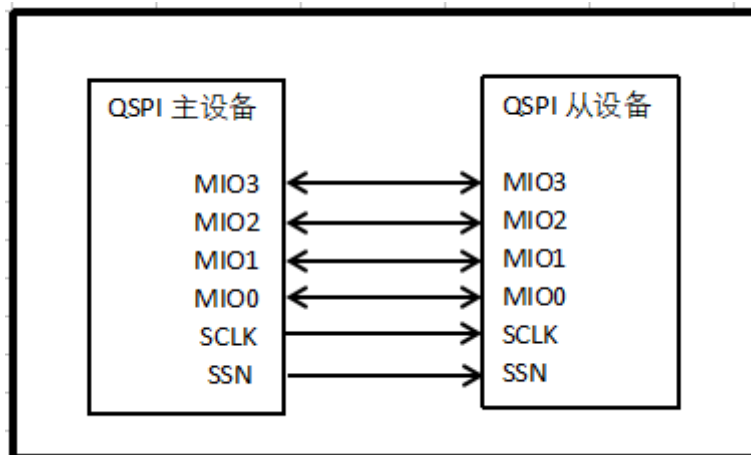 QSPI 主设备
MIO3
MIO2
MIO1
MIO0
SCLK
SSN
QSPI 从设备
MIO3
MIO2
MIO1
MIO0
SCLK
SSN